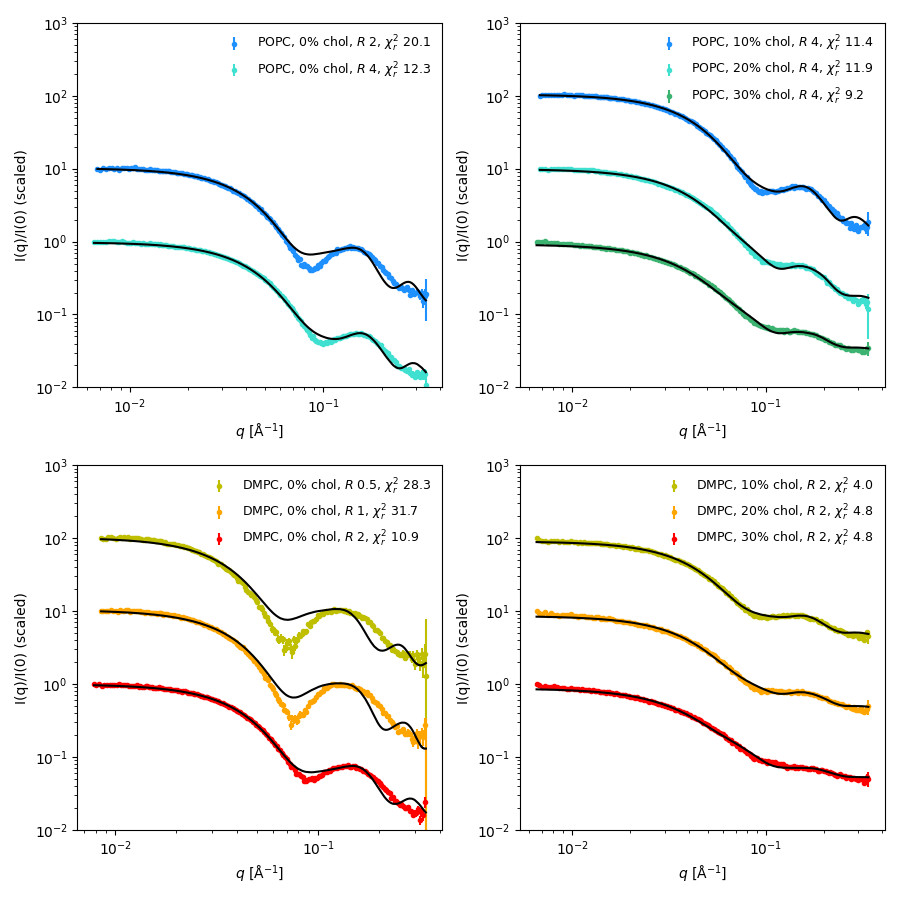 I(q)/I(0) (scaled)
10³
10²
10¹
10⁰
10⁻¹
10⁻²
POPC, 0% chol, R 2, χ²ᵣ 20.1
POPC, 0% chol, R 4, χ²ᵣ 12.3
10⁻² 10⁻¹
q [Å⁻¹]
I(q)/I(0) (scaled)
10³
10²
10¹
10⁰
10⁻¹
10⁻²
POPC, 10% chol, R 4, χ²ᵣ 11.4
POPC, 20% chol, R 4, χ²ᵣ 11.9
POPC, 30% chol, R 4, χ²ᵣ 9.2
10⁻² 10⁻¹
q [Å⁻¹]
I(q)/I(0) (scaled)
10³
10²
10¹
10⁰
10⁻¹
10⁻²
DMPC, 0% chol, R 0.5, χ²ᵣ 28.3
DMPC, 0% chol, R 1, χ²ᵣ 31.7
DMPC, 0% chol, R 2, χ²ᵣ 10.9
10⁻² 10⁻¹
q [Å⁻¹]
I(q)/I(0) (scaled)
10³
10²
10¹
10⁰
10⁻¹
10⁻²
DMPC, 10% chol, R 2, χ²ᵣ 4.0
DMPC, 20% chol, R 2, χ²ᵣ 4.8
DMPC, 30% chol, R 2, χ²ᵣ 4.8
10⁻² 10⁻¹
q [Å⁻¹]